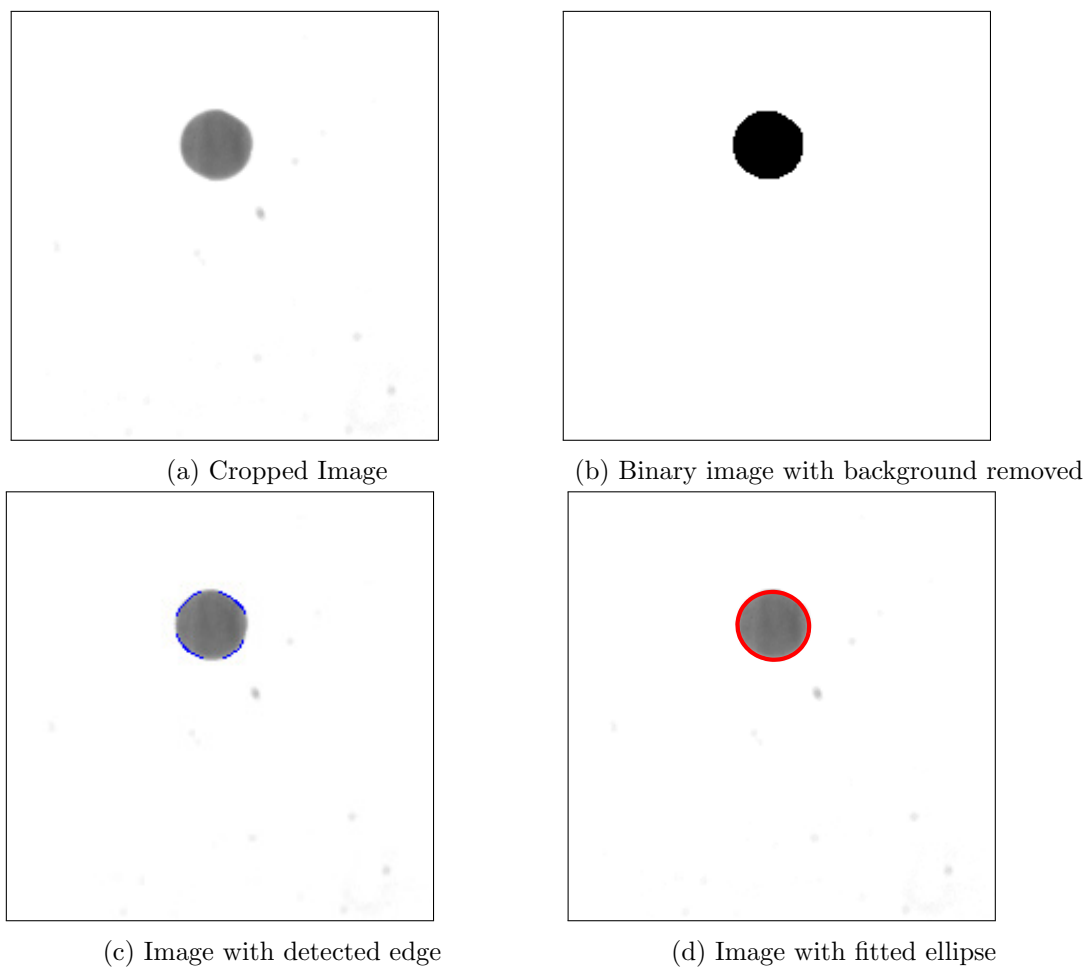 (a) Cropped Image
(b) Binary image with background removed
(c) Image with detected edge
(d) Image with fitted ellipse